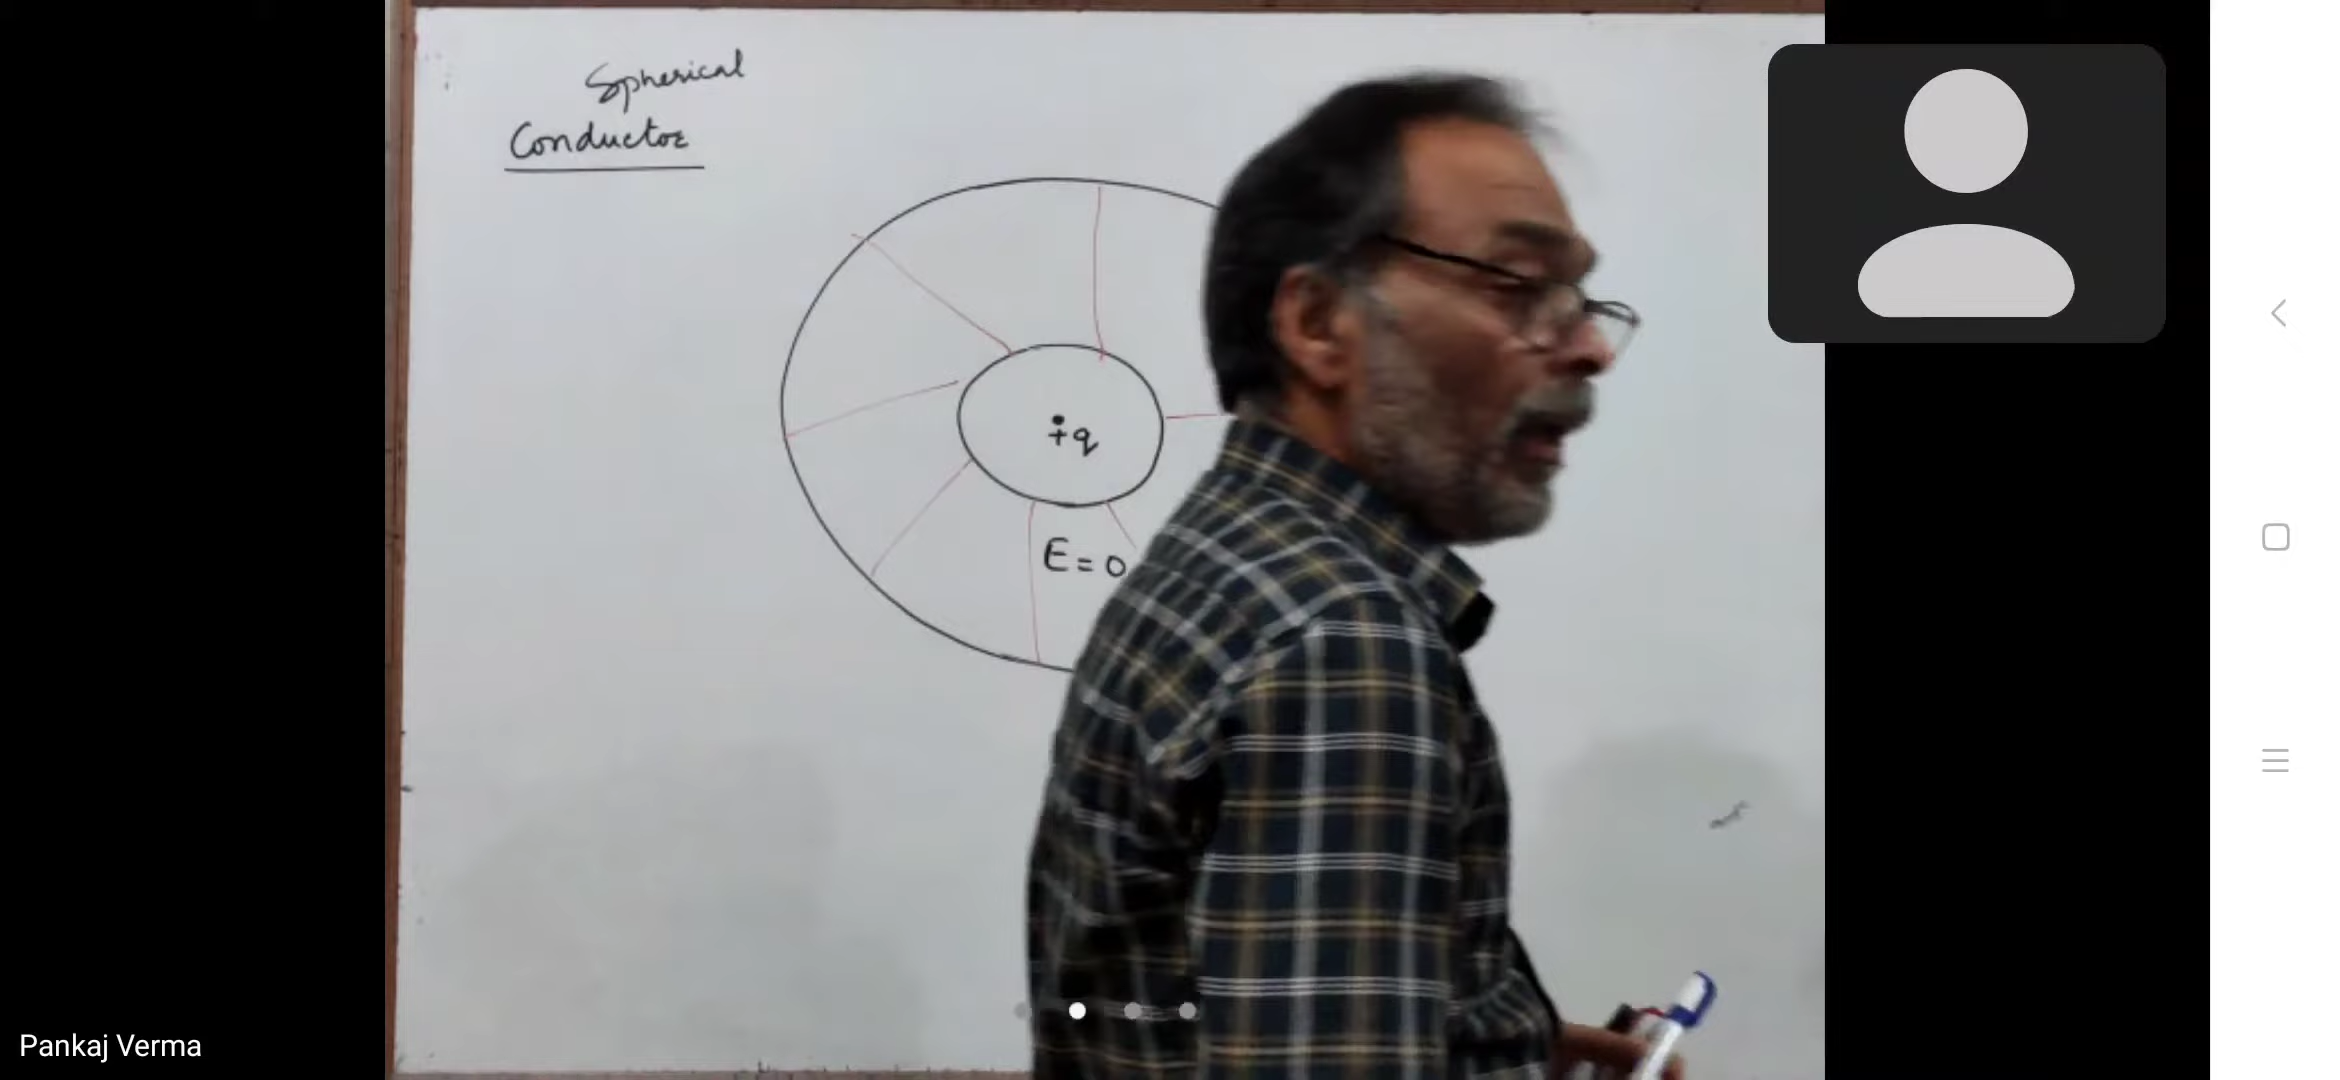 Spherical
Conductor
+q
E = 0
Pankaj Verma